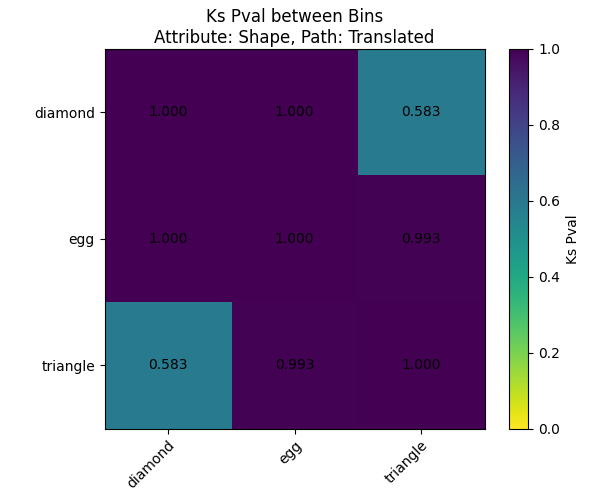 Ks Pval between Bins
Attribute: Shape, Path: Translated
diamond
1.000 1.000 0.583
egg
1.000 1.000 0.993
triangle
0.583 0.993 1.000
diamond
egg
triangle
1.0
0.8
0.6
0.4
0.2
0.0
Ks Pval